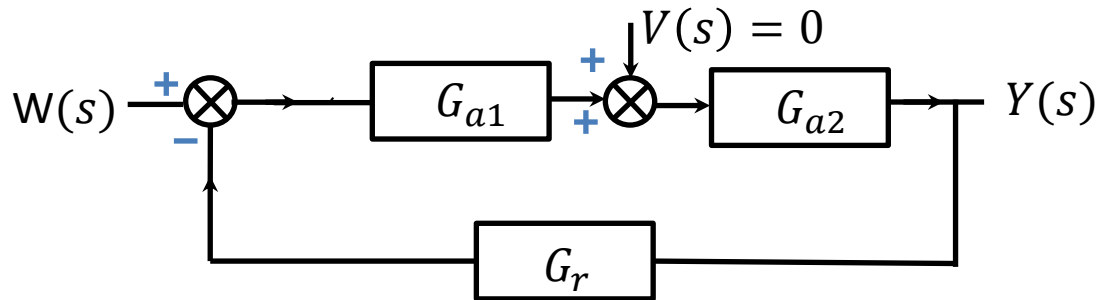 V(s) = 0
+ +
W(s) G_{a1} G_{a2} Y(s)
− +
G_r